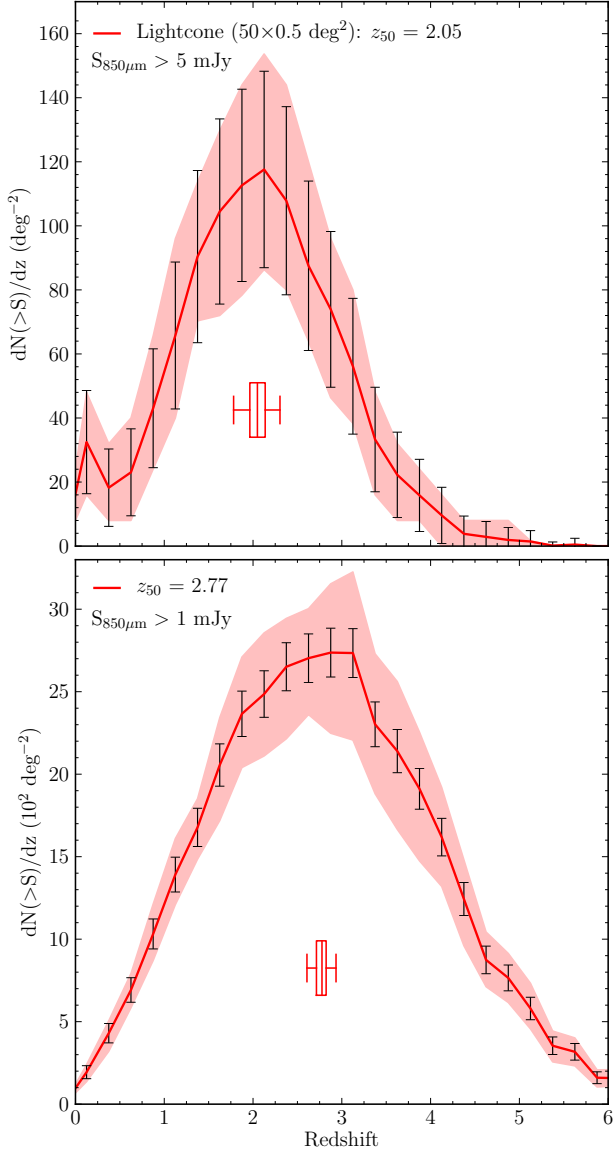 Lightcone (50×0.5 deg²): z₅₀ = 2.05
S₈₅₀μm > 5 mJy
160
140
120
100
80
60
40
20
0
dN(>S)/dz (deg⁻²)
z₅₀ = 2.77
S₈₅₀μm > 1 mJy
30
25
20
15
10
5
0
dN(>S)/dz (10² deg⁻²)
0 1 2 3 4 5 6
Redshift